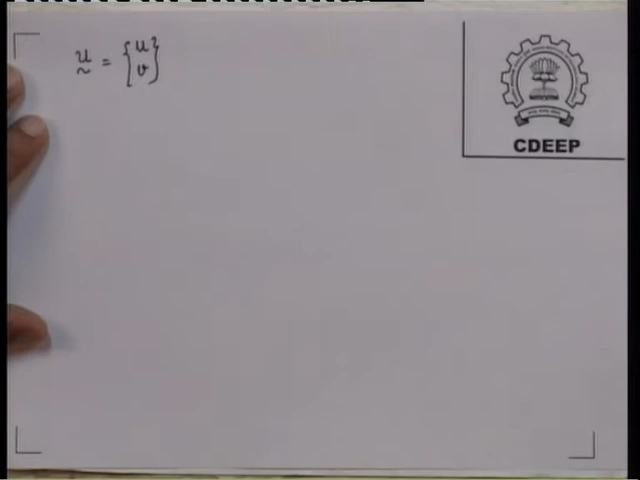 ṵ = {u
v}
CDEEP